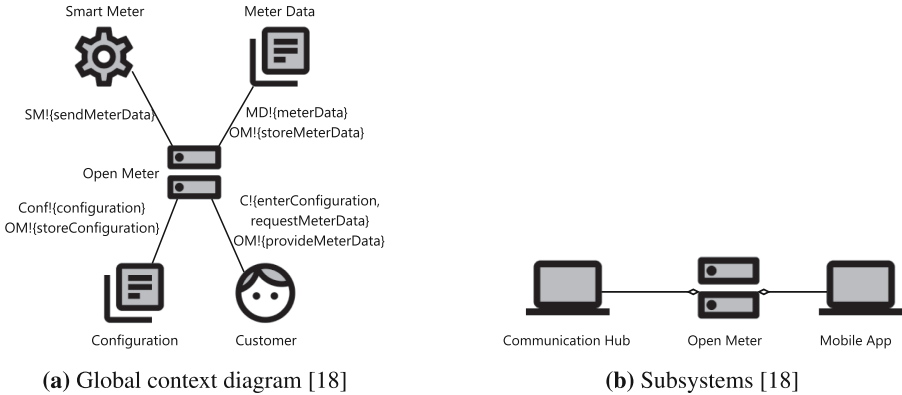 Smart Meter
Meter Data
SM!{sendMeterData}
MD!{meterData}
OM!{storeMeterData}
Open Meter
Conf!{configuration}
OM!{storeConfiguration}
C!{enterConfiguration,
requestMeterData}
OM!{provideMeterData}
Configuration
Customer
(a) Global context diagram [18]
Communication Hub
Open Meter
Mobile App
(b) Subsystems [18]